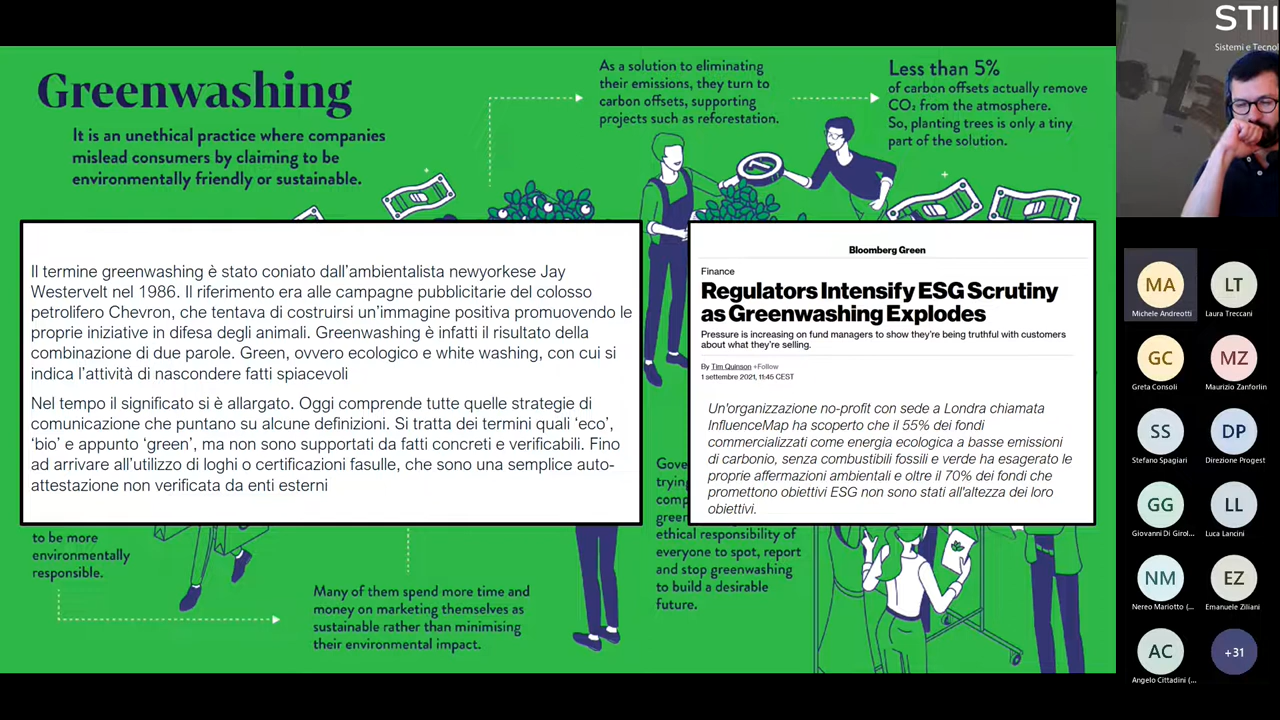 Greenwashing
It is an unethical practice where companies
mislead consumers by claiming to be
environmentally friendly or sustainable.
As a solution to eliminating
their emissions, they turn to
carbon offsets, supporting
projects such as reforestation.
Less than 5%
of carbon offsets actually remove
CO₂ from the atmosphere.
So, planting trees is only a tiny
part of the solution.
Il termine greenwashing è stato coniato dall'ambientalista newyorkese Jay
Westervelt nel 1986. Il riferimento era alle campagne pubblicitarie del colosso
petrolifero Chevron, che tentava di costruirsi un'immagine positiva promuovendo le
proprie iniziative in difesa degli animali. Greenwashing è infatti il risultato della
combinazione di due parole. Green, ovvero ecologico e white washing, con cui si
indica l'attività di nascondere fatti spiacevoli
Nel tempo il significato si è allargato. Oggi comprende tutte quelle strategie di
comunicazione che puntano su alcune definizioni. Si tratta dei termini quali 'eco',
'bio' e appunto 'green', ma non sono supportati da fatti concreti e verificabili. Fino
ad arrivare all'utilizzo di loghi o certificazioni fasulle, che sono una semplice auto-
attestazione non verificata da enti esterni
Bloomberg Green
Finance
Regulators Intensify ESG Scrutiny
as Greenwashing Explodes
Pressure is increasing on fund managers to show they're being truthful with customers
about what they're selling.
By Tim Quinson +Follow
1 settembre 2021, 11:45 CEST
Un'organizzazione no-profit con sede a Londra chiamata
InfluenceMap ha scoperto che il 55% dei fondi
commercializzati come energia ecologica a basse emissioni
di carbonio, senza combustibili fossili e verde ha esagerato le
proprie affermazioni ambientali e oltre il 70% dei fondi che
promettono obiettivi ESG non sono stati all'altezza dei loro
obiettivi.
to be more
environmentally
responsible.
Many of them spend more time and
money on marketing themselves as
sustainable rather than minimising
their environmental impact.
Gove
tryin
comp
green
ethical responsibility of
everyone to spot, report
and stop greenwashing
to build a desirable
future.
STII
Sistemi e Tecnol
MA
Michele Andreotti
LT
Laura Treccani
GC
Greta Consoli
MZ
Maurizio Zanforlin
SS
Stefano Spagiari
DP
Direzione Progest
GG
Giovanni Di Girol...
LL
Luca Lancini
NM
Nereo Mariotto (...
EZ
Emanuele Ziliani
AC
Angelo Cittadini (...
+31